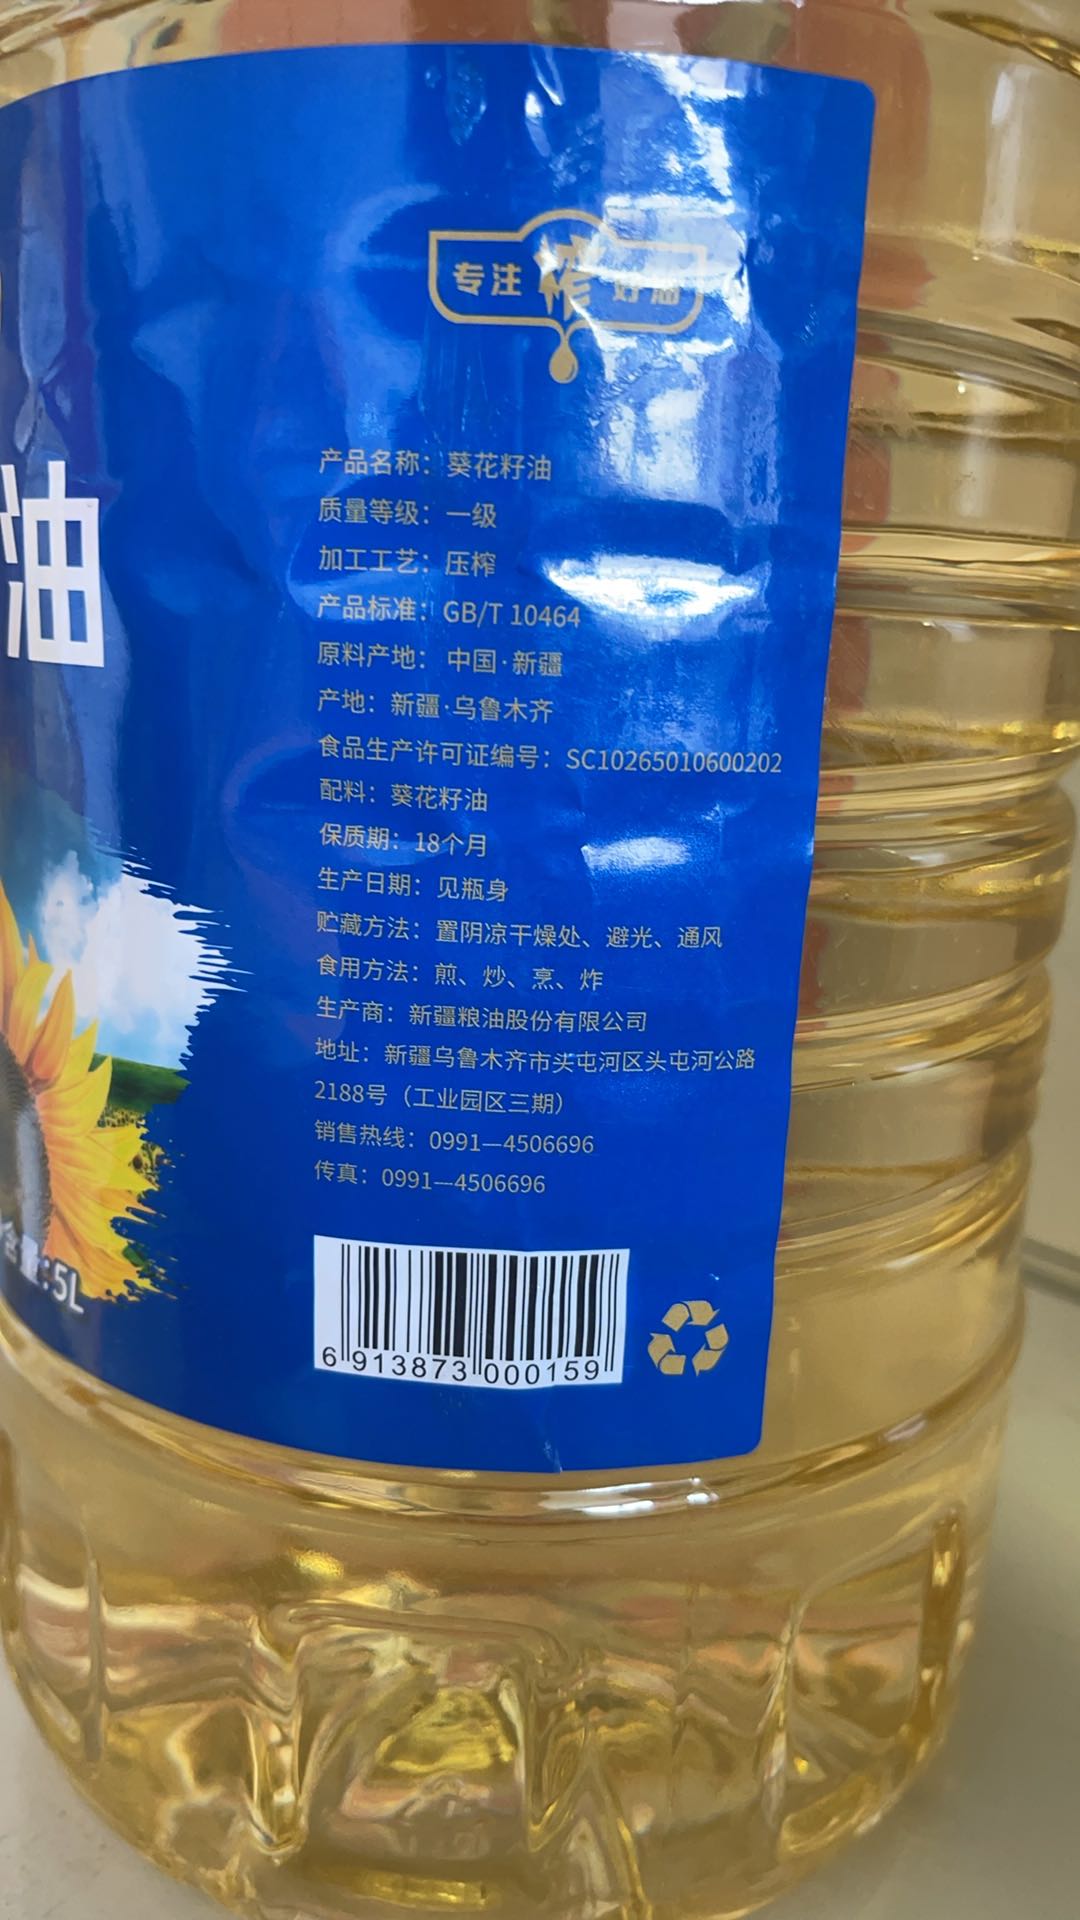 专注榨好油
油
产品名称：葵花籽油
质量等级：一级
加工工艺：压榨
产品标准：GB/T 10464
原料产地：中国·新疆
产地：新疆·乌鲁木齐
食品生产许可证编号：SC10265010600202
配料：葵花籽油
保质期：18个月
生产日期：见瓶身
贮藏方法：置阴凉干燥处、避光、通风
食用方法：煎、炒、烹、炸
生产商：新疆粮油股份有限公司
地址：新疆乌鲁木齐市头屯河区头屯河公路
2188号（工业园区三期）
销售热线：0991—4506696
传真：0991—4506696
含量：5L
6 913873 000159